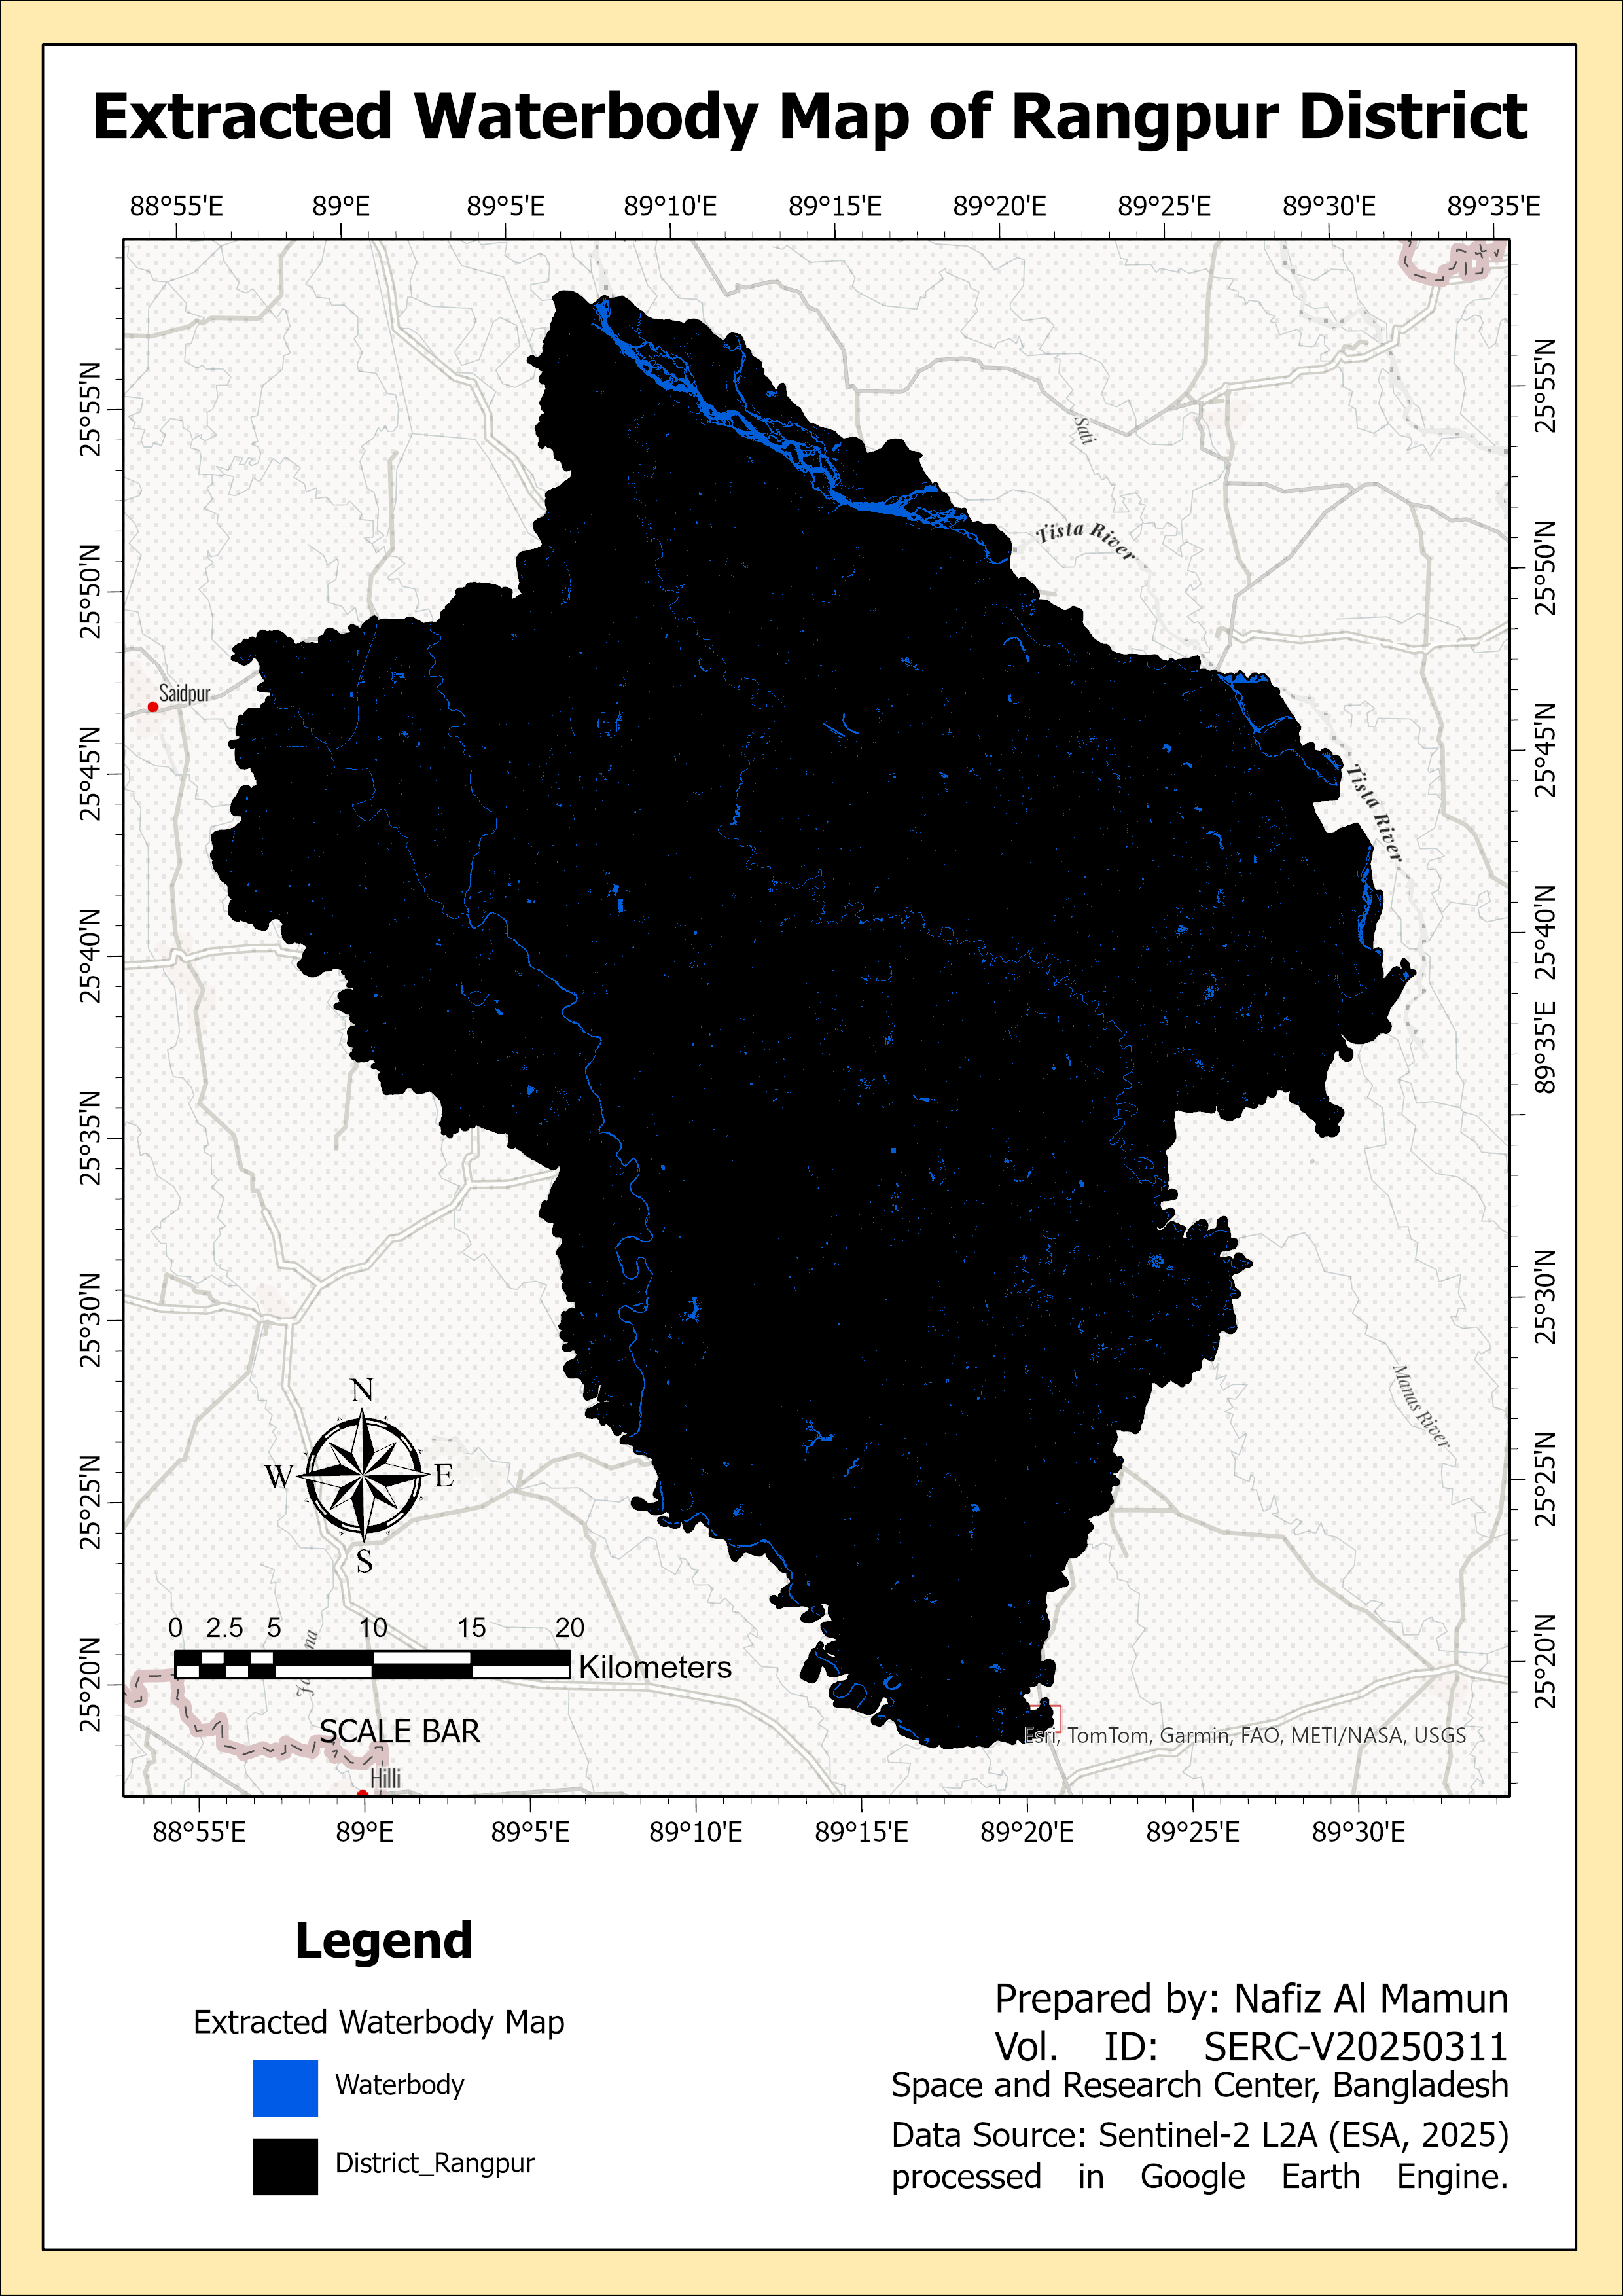 Extracted Waterbody Map of Rangpur District
88°55'E 89°E 89°5'E 89°10'E 89°15'E 89°20'E 89°25'E 89°30'E 89°35'E
25°55'N
25°50'N
25°45'N
25°40'N
25°35'N
25°30'N
25°25'N
25°20'N
25°55'N
25°50'N
25°45'N
25°40'N
89°35'E
25°30'N
25°25'N
25°20'N
Sati
Tista River
Saidpur
Tista River
Manas River
N
W E
S
0 2.5 5 10 15 20
Kilometers
SCALE BAR
Esri, TomTom, Garmin, FAO, METI/NASA, USGS
Hilli
88°55'E 89°E 89°5'E 89°10'E 89°15'E 89°20'E 89°25'E 89°30'E
Legend
Extracted Waterbody Map
Waterbody
District_Rangpur
Prepared by: Nafiz Al Mamun
Vol. ID: SERC-V20250311
Space and Research Center, Bangladesh
Data Source: Sentinel-2 L2A (ESA, 2025)
processed in Google Earth Engine.